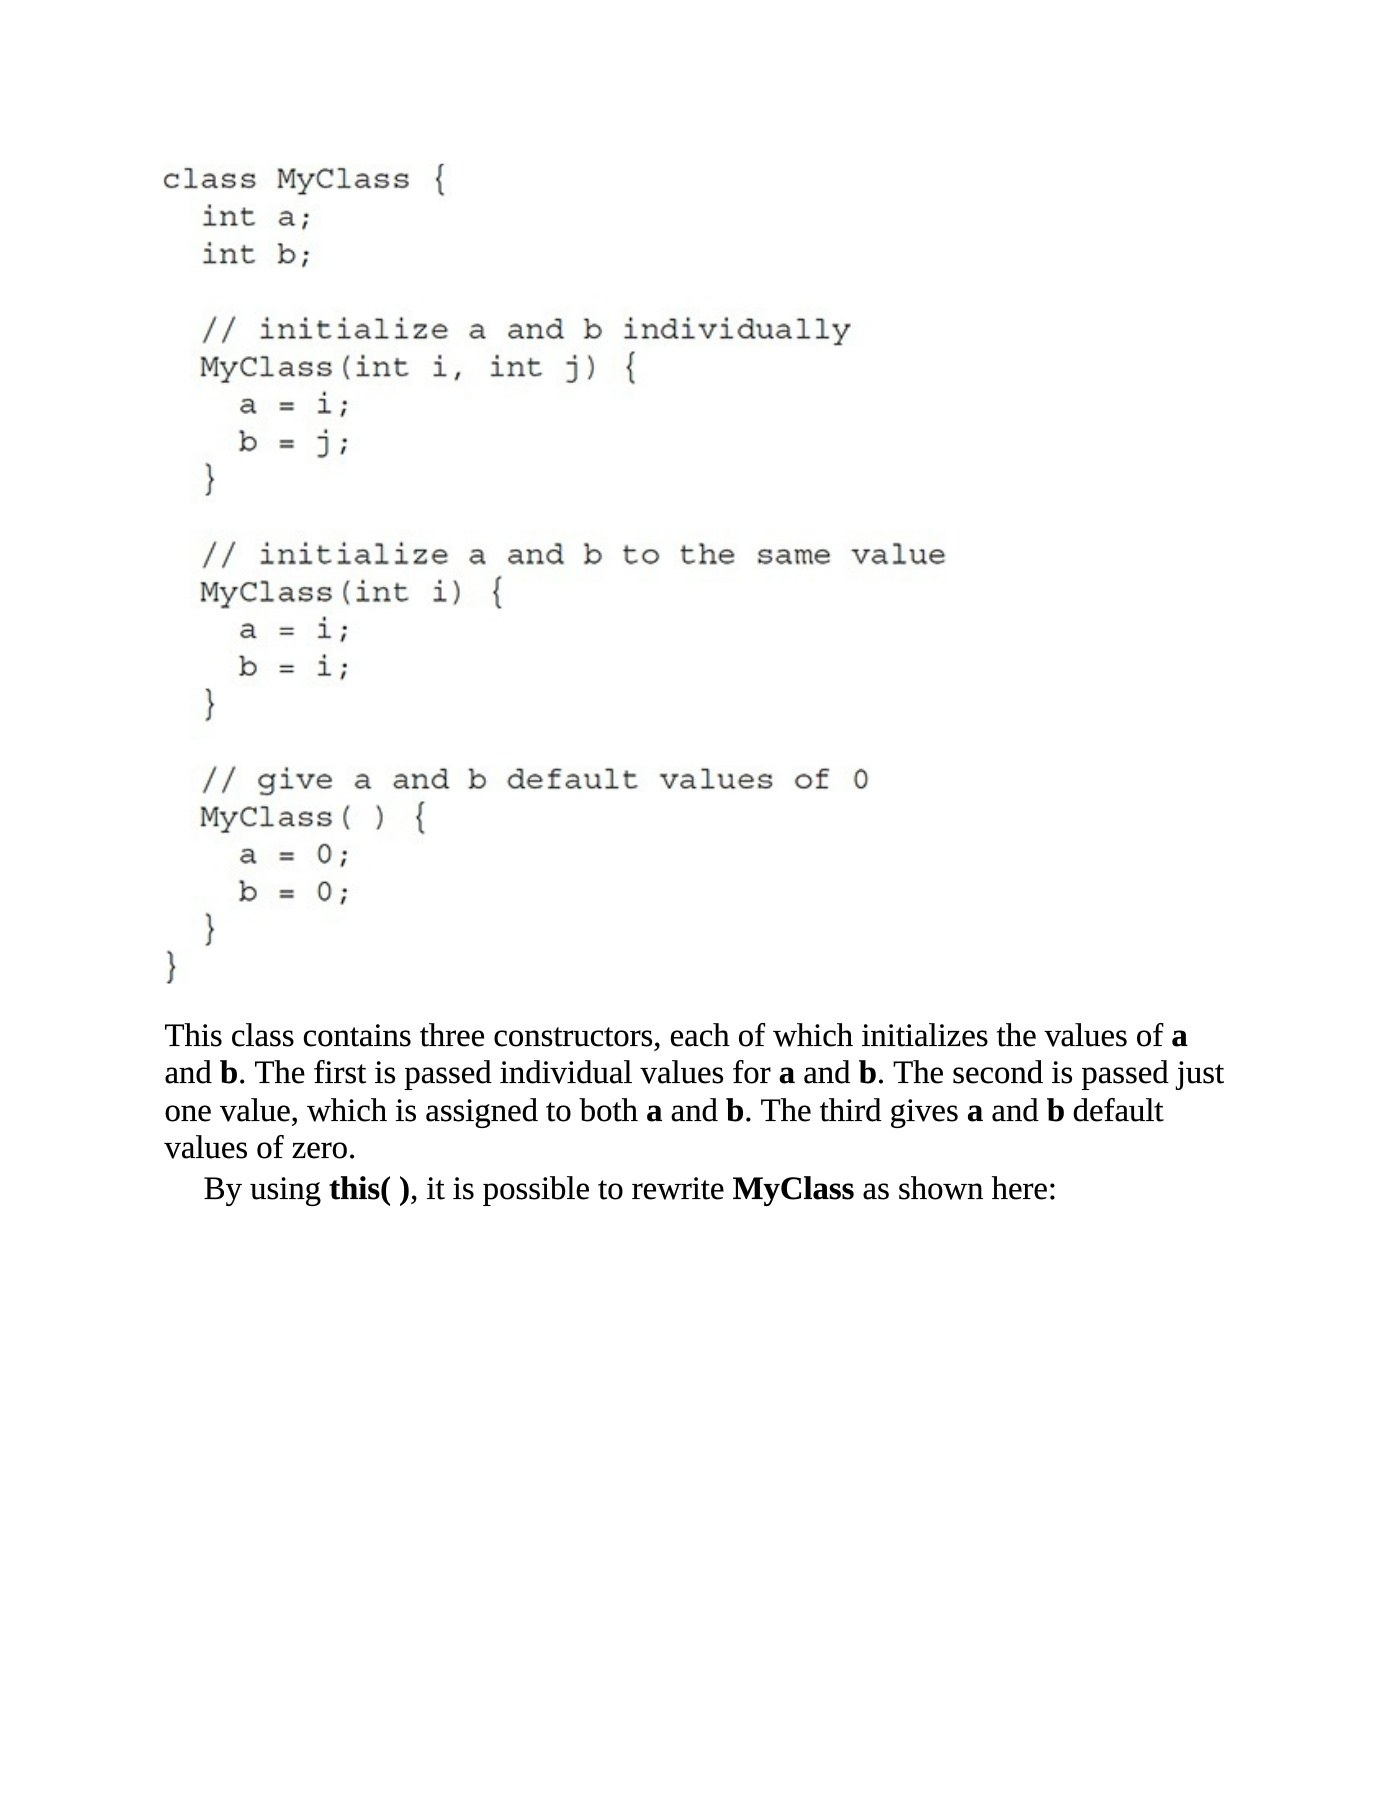 class MyClass {
  int a;
  int b;

  // initialize a and b individually
  MyClass(int i, int j) {
    a = i;
    b = j;
  }

  // initialize a and b to the same value
  MyClass(int i) {
    a = i;
    b = i;
  }

  // give a and b default values of 0
  MyClass( ) {
    a = 0;
    b = 0;
  }
}
This class contains three constructors, each of which initializes the values of a
and b. The first is passed individual values for a and b. The second is passed just
one value, which is assigned to both a and b. The third gives a and b default
values of zero.
By using this( ), it is possible to rewrite MyClass as shown here: